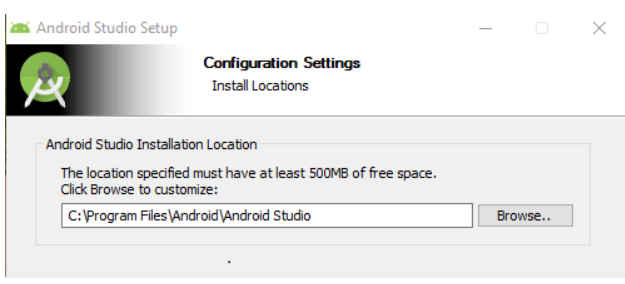 Android Studio Setup
Configuration Settings
Install Locations
Android Studio Installation Location
The location specified must have at least 500MB of free space.
Click Browse to customize:
C:\Program Files\Android\Android Studio
Browse..